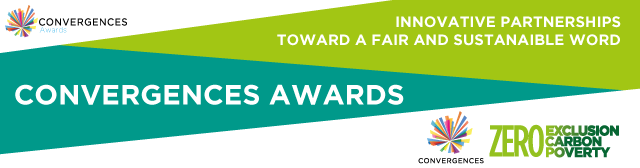 CONVERGENCES
Awards
INNOVATIVE PARTNERSHIPS
TOWARD A FAIR AND SUSTANAIBLE WORD
CONVERGENCES AWARDS
CONVERGENCES
ZERO EXCLUSION
CARBON
POVERTY